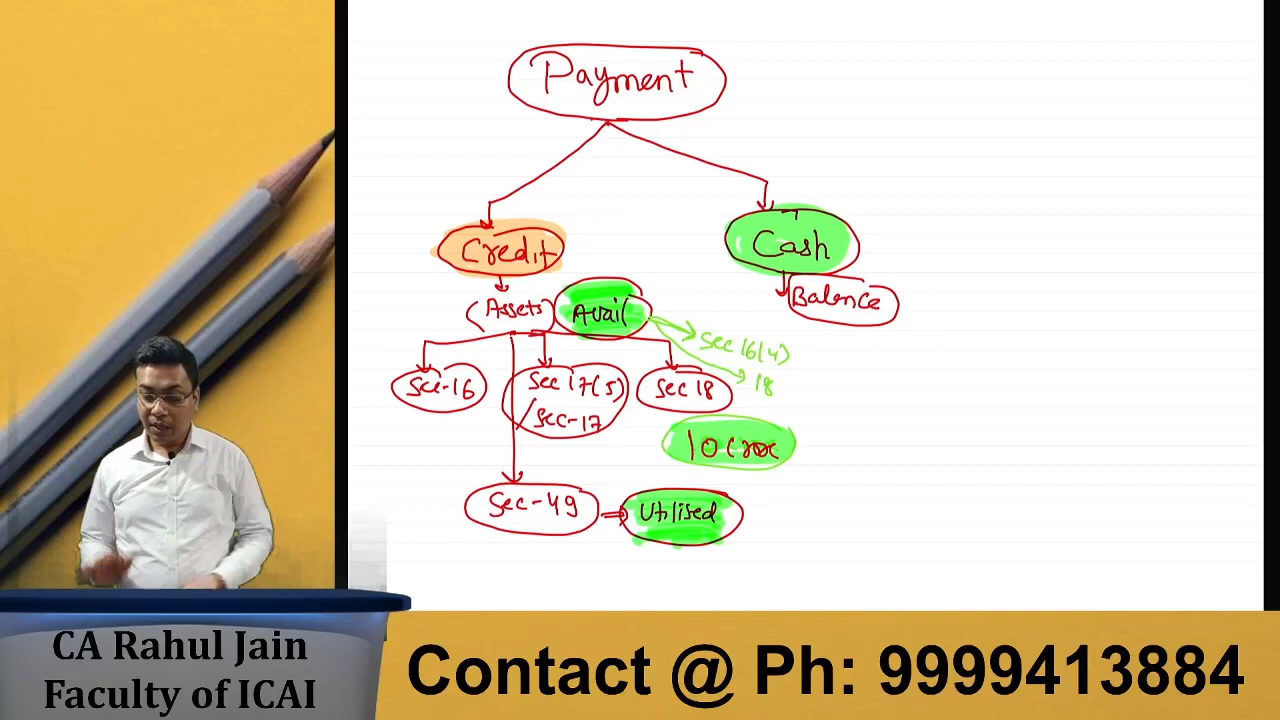 Payment
Credit
Cash
(Assets)
Avail
Balence
Sec 16(4)
18
Sec-16
Sec 17(5)
/Sec-17
Sec 18
10 crore
Sec-49
Utilised
CA Rahul Jain
Faculty of ICAI
Contact @ Ph: 9999413884